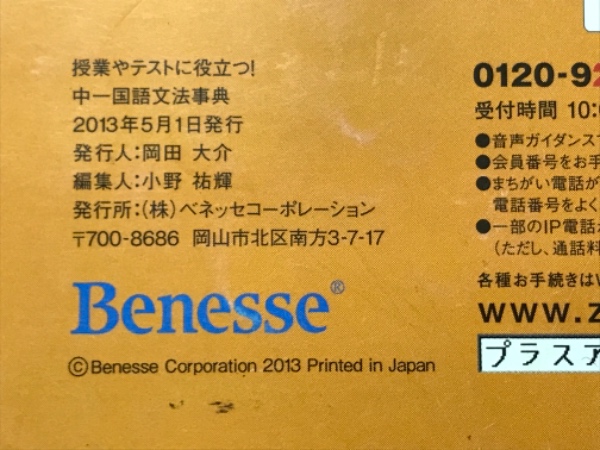 授業やテストに役立つ!
中一国語文法事典
2013年5月1日発行
発行人:岡田 大介
編集人:小野 祐輝
発行所:(株)ベネッセコーポレーション
〒700-8686 岡山市北区南方3-7-17
Benesse®
©Benesse Corporation 2013 Printed in Japan
0120-92
受付時間 10:
●音声ガイダンス
●会員番号をお手
●まちがい電話が
電話番号をよく
●一部のIP電話
(ただし、通話料
各種お手続きは
www.z
プラスア